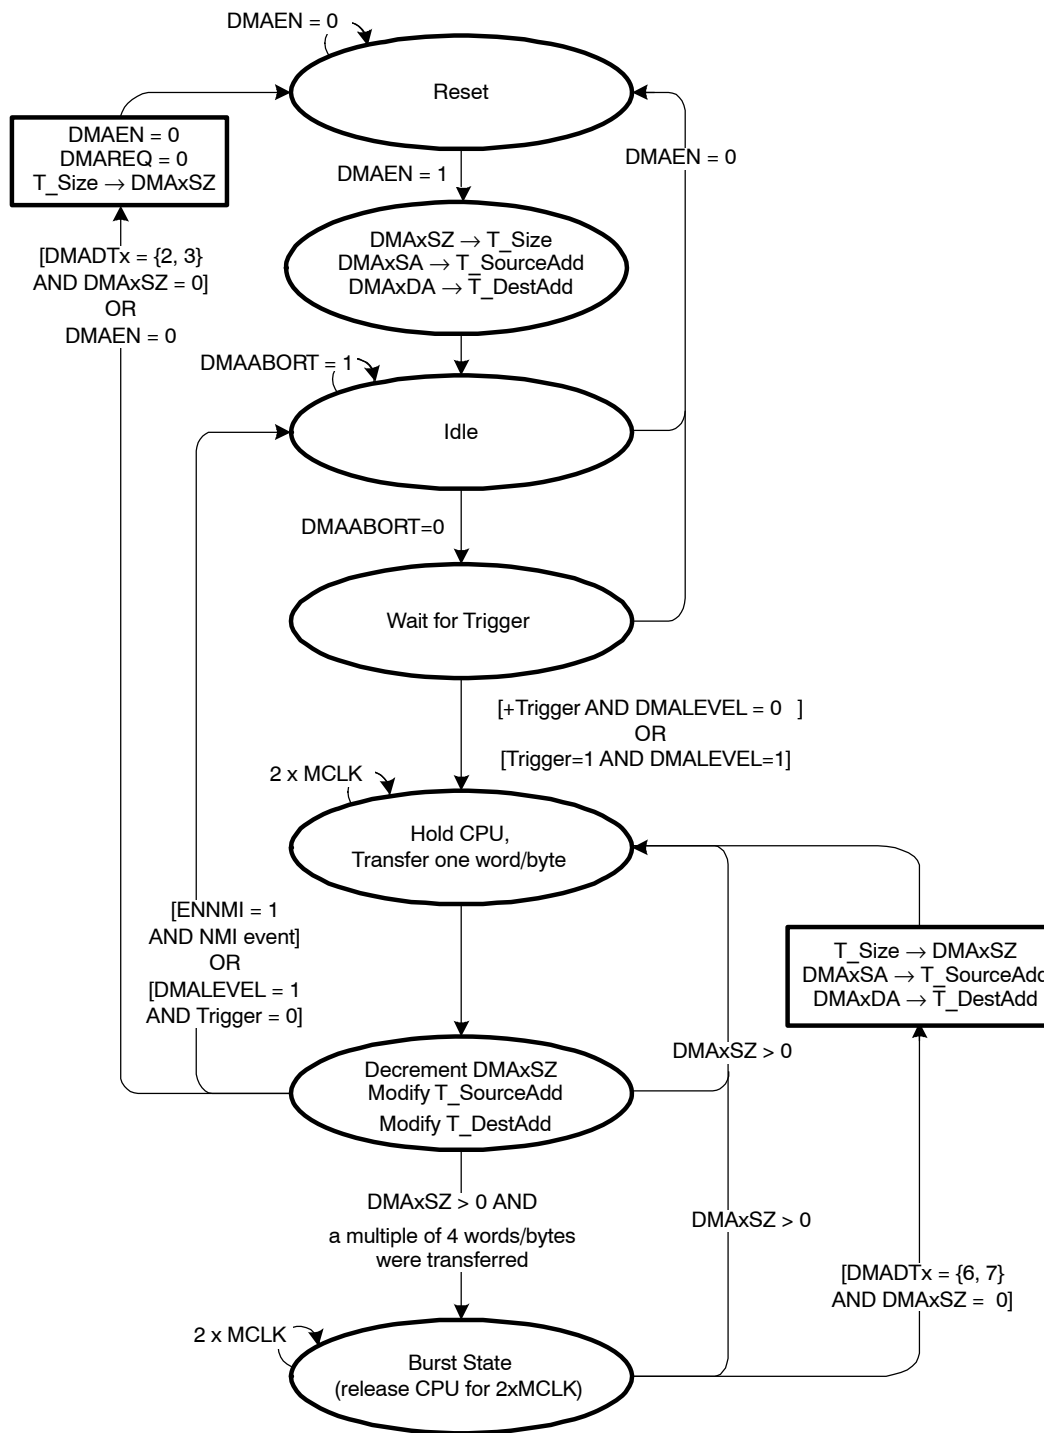 DMAEN = 0
Reset
DMAEN = 0
DMAREQ = 0
T_Size → DMAxSZ
DMAEN = 0
DMAEN = 1
DMAxSZ → T_Size
DMAxSA → T_SourceAdd
DMAxDA → T_DestAdd
[DMADTx = {2, 3}
AND DMAxSZ = 0]
OR
DMAEN = 0
DMAABORT = 1
Idle
DMAABORT=0
Wait for Trigger
[+Trigger AND DMALEVEL = 0 ]
OR
[Trigger=1 AND DMALEVEL=1]
2 x MCLK
Hold CPU,
Transfer one word/byte
[ENNMI = 1
AND NMI event]
OR
[DMALEVEL = 1
AND Trigger = 0]
T_Size → DMAxSZ
DMAxSA → T_SourceAdd
DMAxDA → T_DestAdd
DMAxSZ > 0
Decrement DMAxSZ
Modify T_SourceAdd
Modify T_DestAdd
DMAxSZ > 0 AND
a multiple of 4 words/bytes
were transferred
DMAxSZ > 0
[DMADTx = {6, 7}
AND DMAxSZ = 0]
2 x MCLK
Burst State
(release CPU for 2xMCLK)